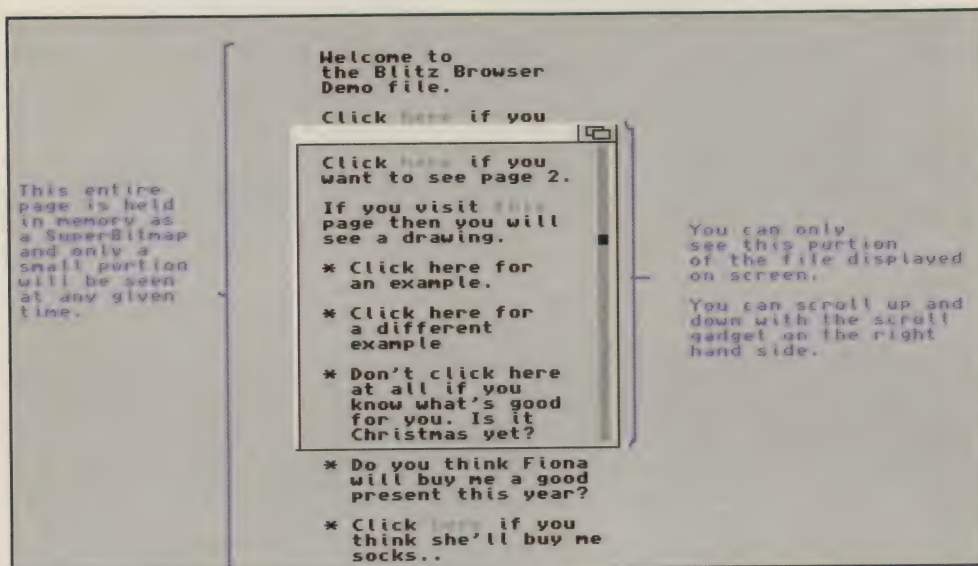 This entire
page is held
in memory as
a SuperBitmap
and only a
small portion
will be seen
at any given
time.
Welcome to
the Blitz Browser
Demo file.
Click here if you
Click here if you
want to see page 2.
If you visit this
page then you will
see a drawing.
* Click here for
an example.
* Click here for
a different
example
* Don't click here
at all if you
know what's good
for you. Is it
Christmas yet?
* Do you think Fiona
will buy me a good
present this year?
* Click here if you
think she'll buy me
socks..
You can only
see this portion
of the file displayed
on screen.
You can scroll up and
down with the scroll
gadget on the right
hand side.